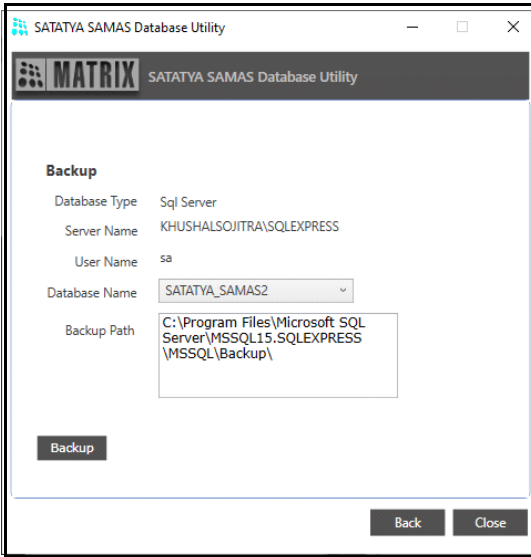 SATATYA SAMAS Database Utility
MATRIX SATATYA SAMAS Database Utility
Backup
Database Type Sql Server
Server Name KHUSHALSOJITRA\SQLEXPRESS
User Name sa
Database Name SATATYA_SAMAS2
Backup Path C:\Program Files\Microsoft SQL
Server\MSSQL15.SQLEXPRESS
\MSSQL\Backup\
Backup
Back Close